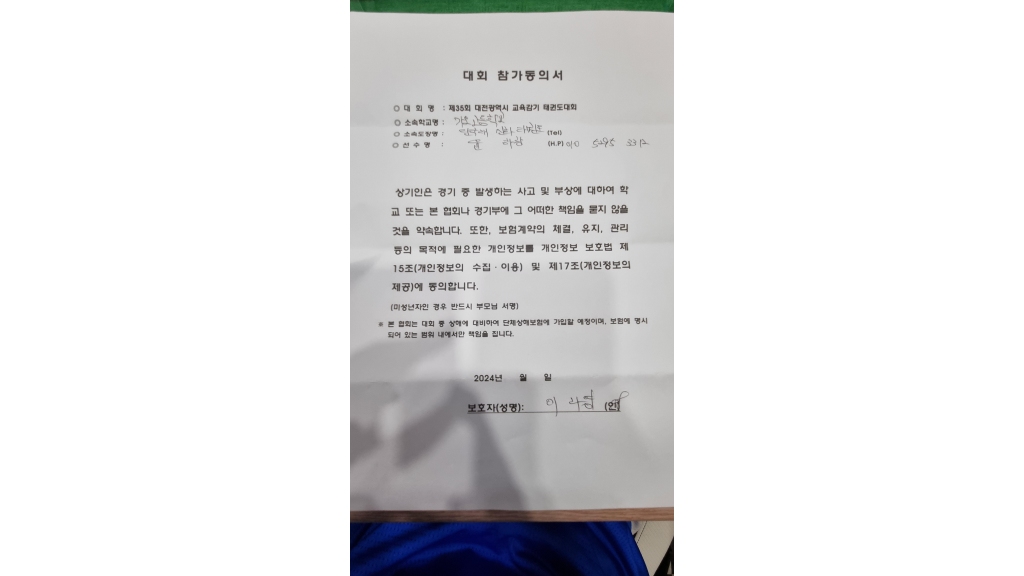 대회 참가동의서
◎ 대 회 명 : 제35회 대전광역시 교육감기 태권도대회
◎ 소속학교명 :
◎ 소속도장명 : 태권도 (Tel)
◎ 선 수 명 : (H.P) 010 5295 3312
상기인은 경기 중 발생하는 사고 및 부상에 대하여 학
교 또는 본 협회나 경기부에 그 어떠한 책임을 묻지 않을
것을 약속합니다. 또한, 보험계약의 체결, 유지, 관리
등의 목적에 필요한 개인정보를 개인정보 보호법 제
15조(개인정보의 수집·이용) 및 제17조(개인정보의
제공)에 동의합니다.
(미성년자인 경우 반드시 부모님 서명)
※ 본 협회는 대회 중 상해에 대비하여 단체상해보험에 가입할 예정이며, 보험에 명시
되어 있는 범위 내에서만 책임을 집니다.
2024년 월 일
보호자(성명): 이 (인)